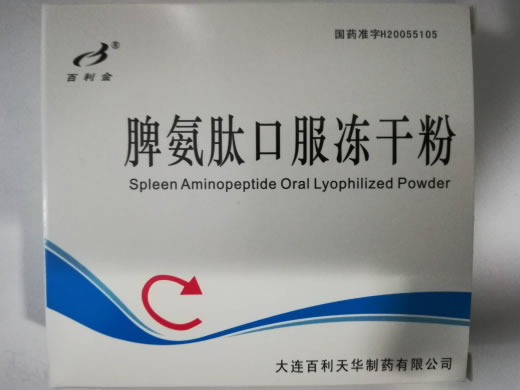 国药准字H20055105
®
百利金
脾氨肽口服冻干粉
Spleen Aminopeptide Oral Lyophilized Powder
大连百利天华制药有限公司